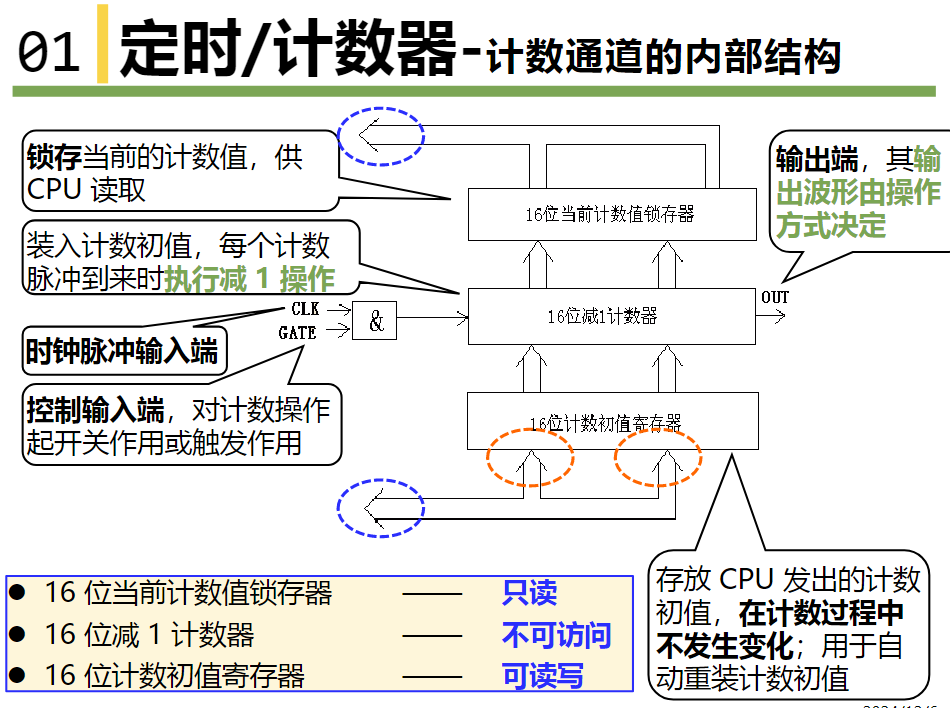 01 定时/计数器-计数通道的内部结构
锁存当前的计数值，供
CPU 读取
装入计数初值，每个计数
脉冲到来时执行减 1 操作
时钟脉冲输入端
控制输入端，对计数操作
起开关作用或触发作用
CLK
GATE
&
16位当前计数值锁存器
16位减1计数器
16位计数初值寄存器
OUT
输出端，其输
出波形由操作
方式决定
存放 CPU 发出的计数
初值，在计数过程中
不发生变化；用于自
动重装计数初值
● 16 位当前计数值锁存器 —— 只读
● 16 位减 1 计数器 —— 不可访问
● 16 位计数初值寄存器 —— 可读写